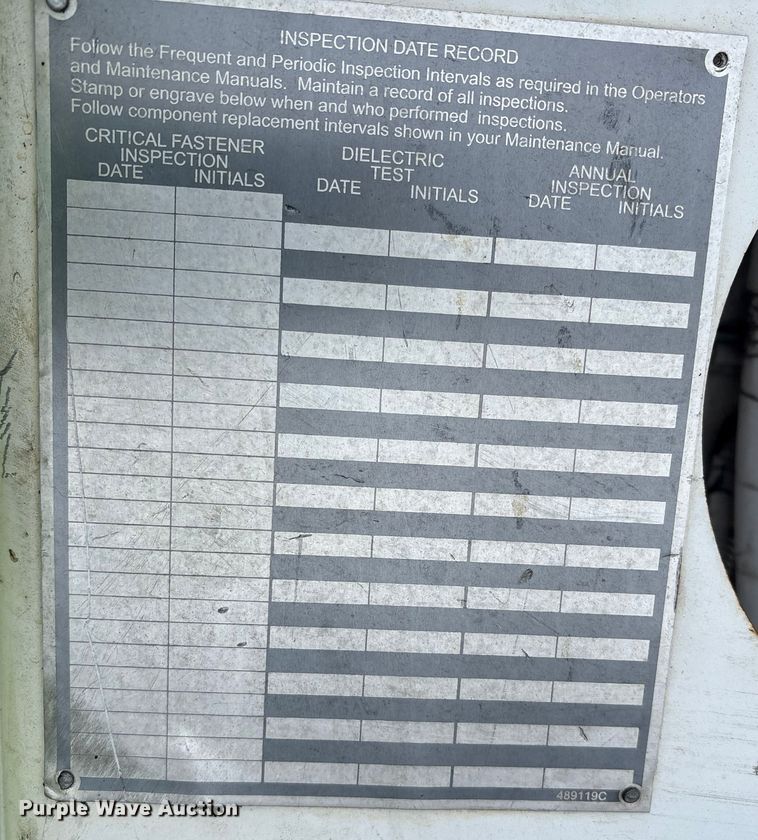 INSPECTION DATE RECORD
Follow the Frequent and Periodic Inspection Intervals as required in the Operators
and Maintenance Manuals. Maintain a record of all inspections.
Stamp or engrave below when and who performed inspections.
Follow component replacement intervals shown in your Maintenance Manual.
CRITICAL FASTENER
INSPECTION
DATE INITIALS
DIELECTRIC
TEST
DATE INITIALS
ANNUAL
INSPECTION
DATE INITIALS
489119C
Purple Wave Auction